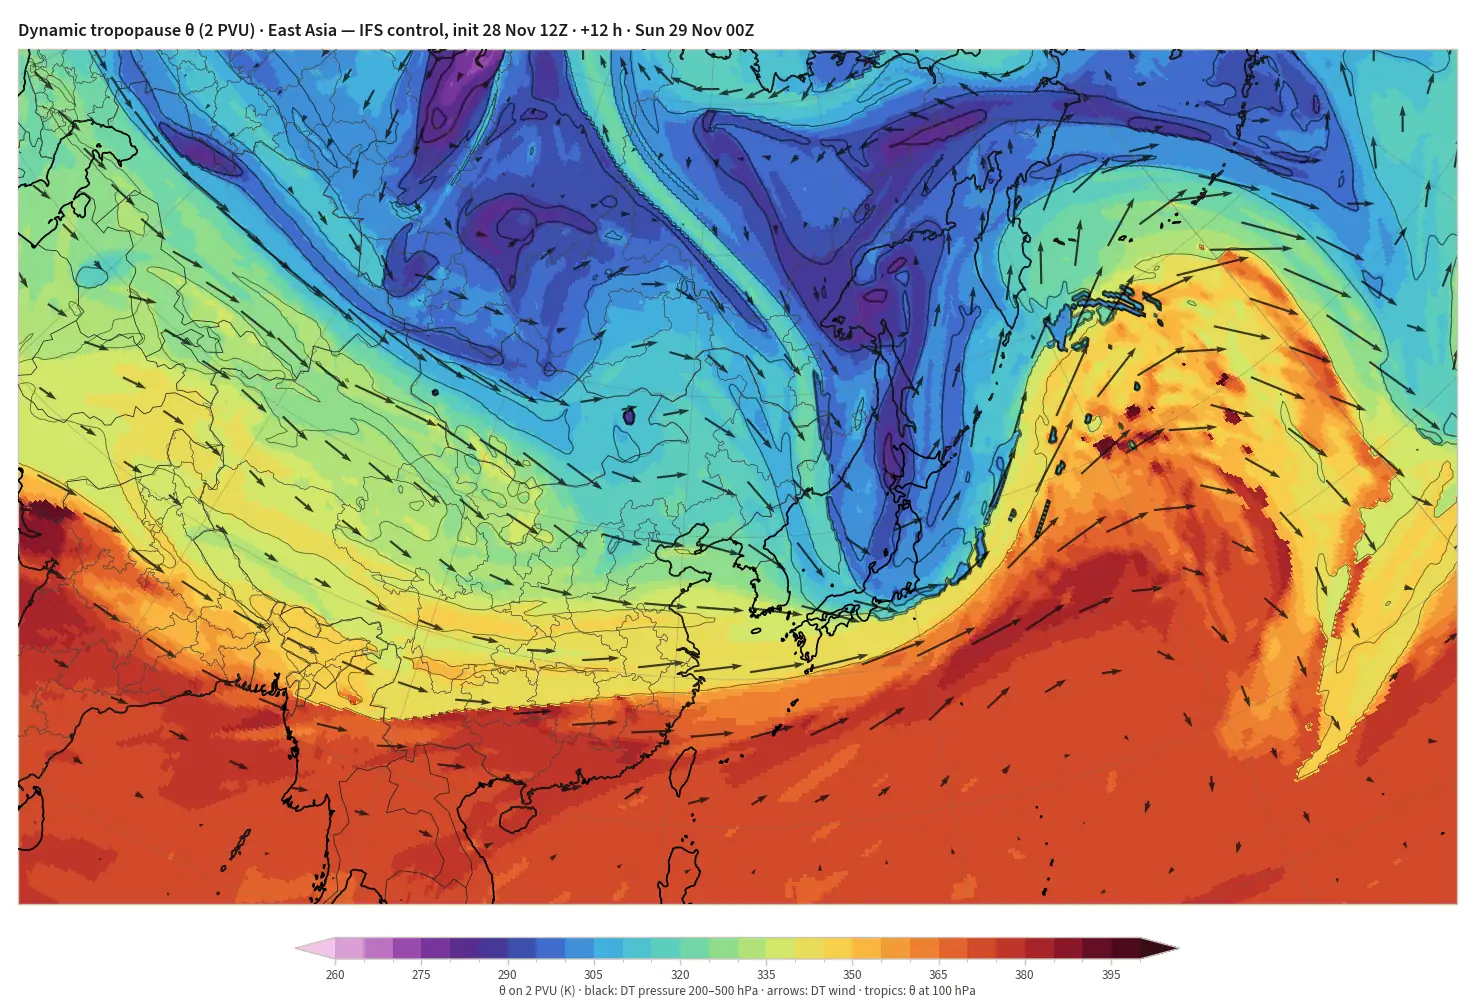 Dynamic tropopause θ (2 PVU) · East Asia — IFS control, init 28 Nov 12Z · +12 h · Sun 29 Nov 00Z
260 275 290 305 320 335 350 365 380 395
θ on 2 PVU (K) · black: DT pressure 200–500 hPa · arrows: DT wind · tropics: θ at 100 hPa